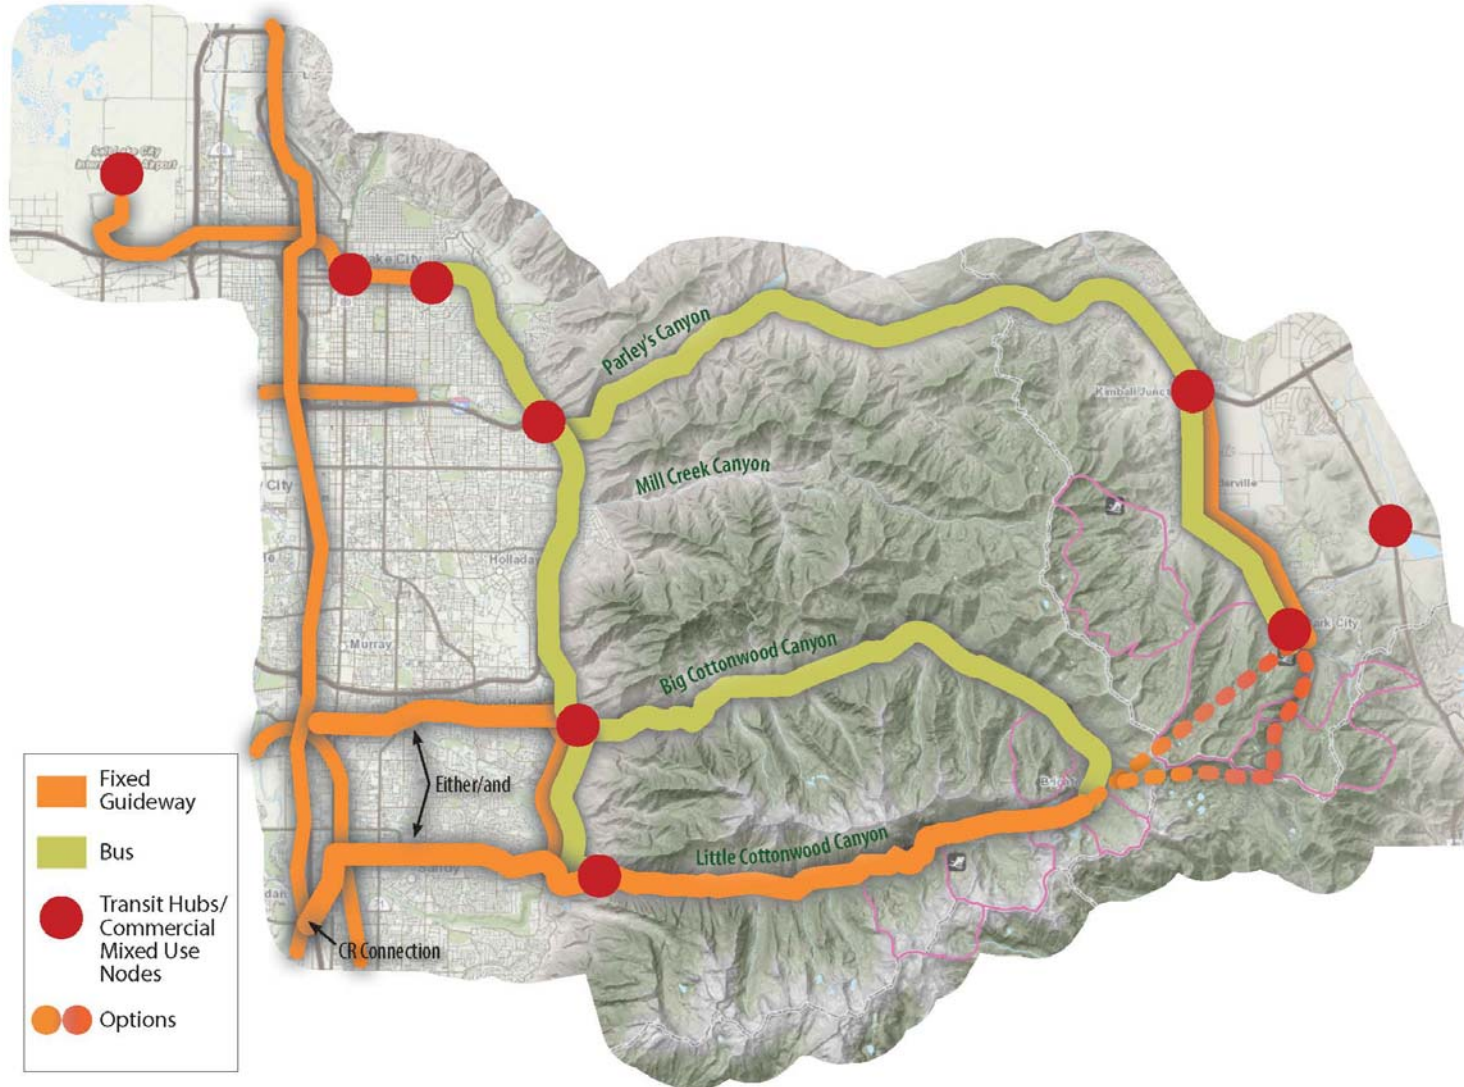 Parley's Canyon
Mill Creek Canyon
Holladay
Murray
Big Cottonwood Canyon
Either/and
Little Cottonwood Canyon
Sandy
CR Connection
Fixed
Guideway
Bus
Transit Hubs/
Commercial
Mixed Use
Nodes
Options